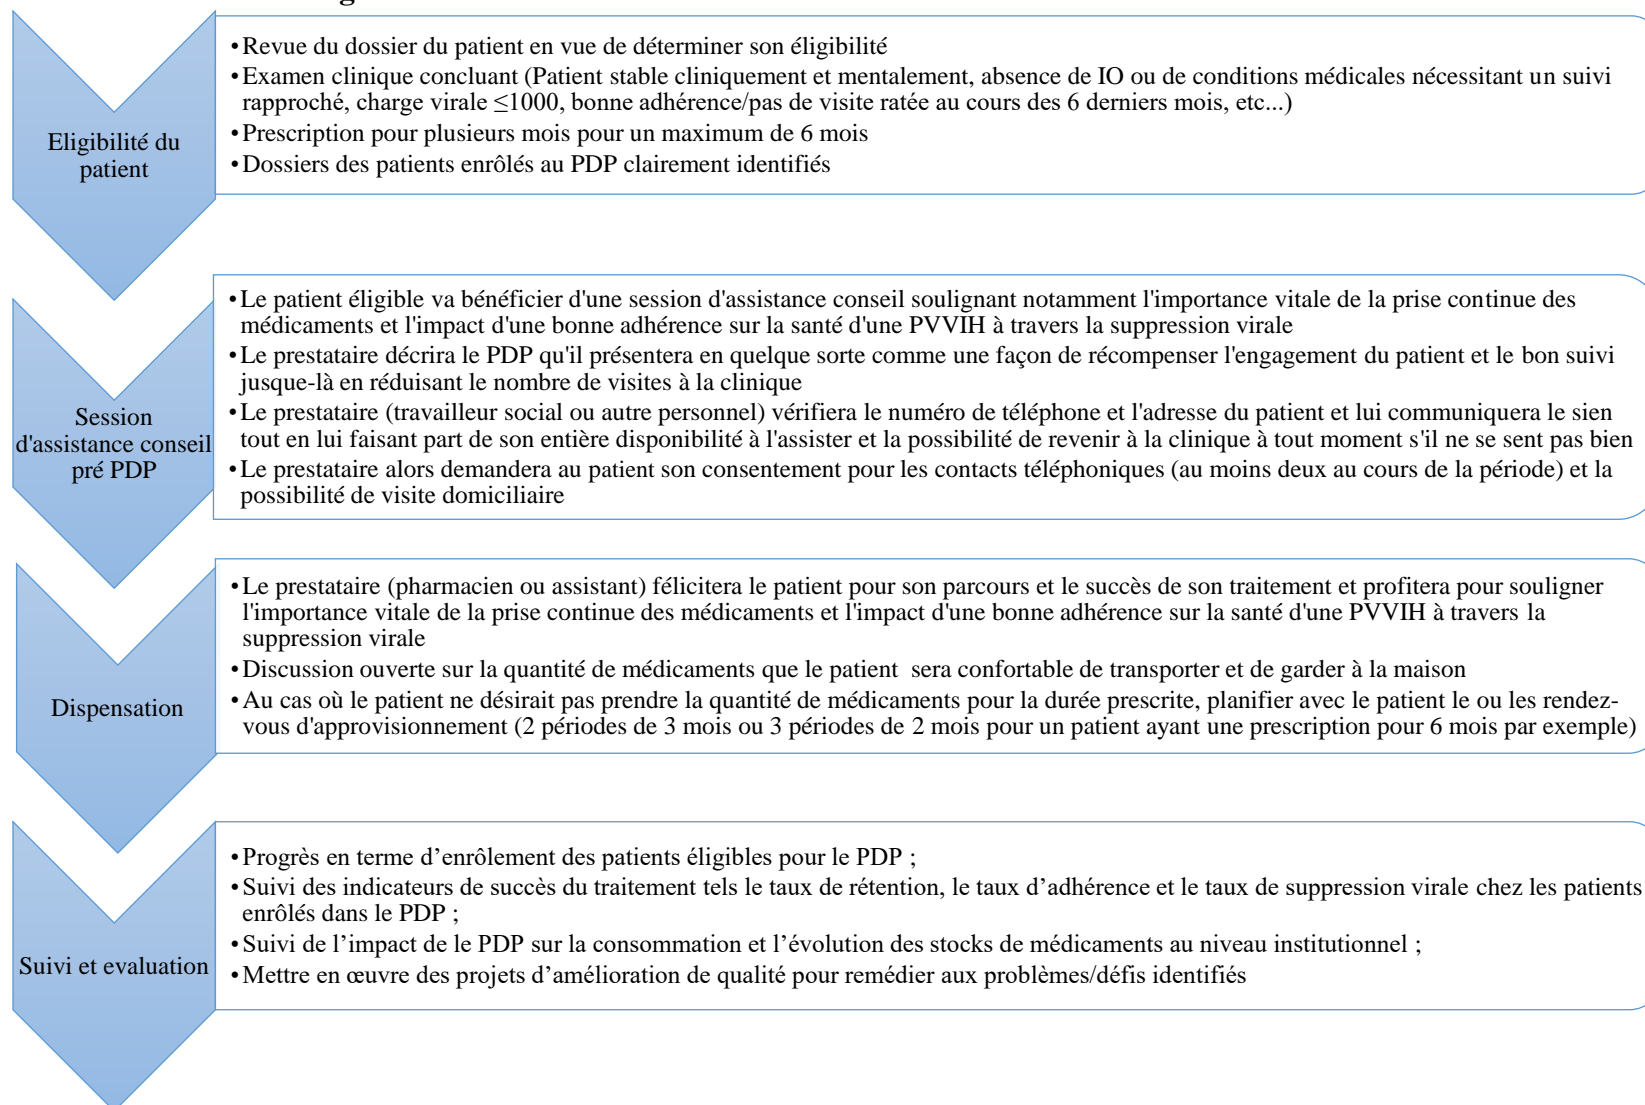 Eligibilité du
patient
•Revue du dossier du patient en vue de déterminer son éligibilité
•Examen clinique concluant (Patient stable cliniquement et mentalement, absence de IO ou de conditions médicales nécessitant un suivi
rapproché, charge virale ≤1000, bonne adhérence/pas de visite ratée au cours des 6 derniers mois, etc...)
•Prescription pour plusieurs mois pour un maximum de 6 mois
•Dossiers des patients enrôlés au PDP clairement identifiés
Session
d'assistance conseil
pré PDP
•Le patient éligible va bénéficier d'une session d'assistance conseil soulignant notamment l'importance vitale de la prise continue des
médicaments et l'impact d'une bonne adhérence sur la santé d'une PVVIH à travers la suppression virale
•Le prestataire décrira le PDP qu'il présentera en quelque sorte comme une façon de récompenser l'engagement du patient et le bon suivi
jusque-là en réduisant le nombre de visites à la clinique
•Le prestataire (travailleur social ou autre personnel) vérifiera le numéro de téléphone et l'adresse du patient et lui communiquera le sien
tout en lui faisant part de son entière disponibilité à l'assister et la possibilité de revenir à la clinique à tout moment s'il ne se sent pas bien
•Le prestataire alors demandera au patient son consentement pour les contacts téléphoniques (au moins deux au cours de la période) et la
possibilité de visite domiciliaire
Dispensation
•Le prestataire (pharmacien ou assistant) félicitera le patient pour son parcours et le succès de son traitement et profitera pour souligner
l'importance vitale de la prise continue des médicaments et l'impact d'une bonne adhérence sur la santé d'une PVVIH à travers la
suppression virale
•Discussion ouverte sur la quantité de médicaments que le patient  sera confortable de transporter et de garder à la maison
•Au cas où le patient ne désirait pas prendre la quantité de médicaments pour la durée prescrite, planifier avec le patient le ou les rendez-
vous d'approvisionnement (2 périodes de 3 mois ou 3 périodes de 2 mois pour un patient ayant une prescription pour 6 mois par exemple)
Suivi et evaluation
•Progrès en terme d’enrôlement des patients éligibles pour le PDP ;
•Suivi des indicateurs de succès du traitement tels le taux de rétention, le taux d’adhérence et le taux de suppression virale chez les patients
enrôlés dans le PDP ;
•Suivi de l’impact de le PDP sur la consommation et l’évolution des stocks de médicaments au niveau institutionnel ;
•Mettre en œuvre des projets d’amélioration de qualité pour remédier aux problèmes/défis identifiés